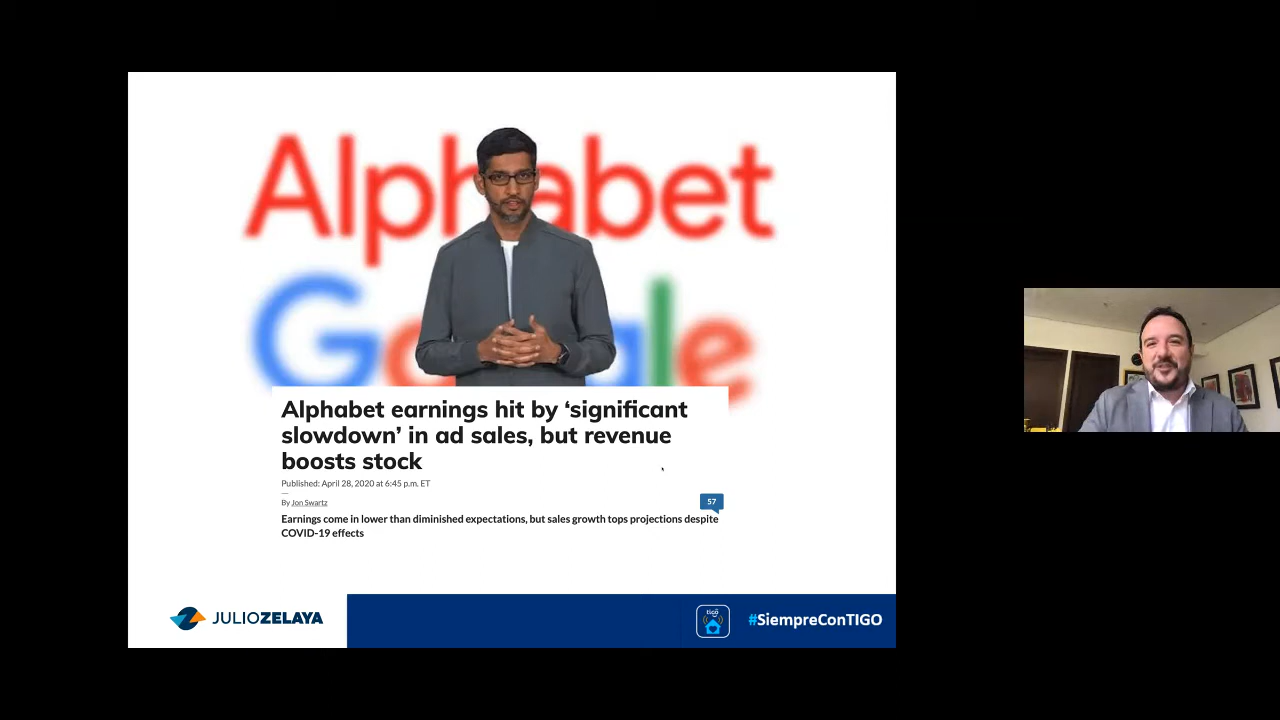 Alphabet
Google
Alphabet earnings hit by ‘significant
slowdown’ in ad sales, but revenue
boosts stock
Published: April 28, 2020 at 6:45 p.m. ET
By Jon Swartz
57
Earnings come in lower than diminished expectations, but sales growth tops projections despite
COVID-19 effects
JULIOZELAYA
tigo
#SiempreConTIGO